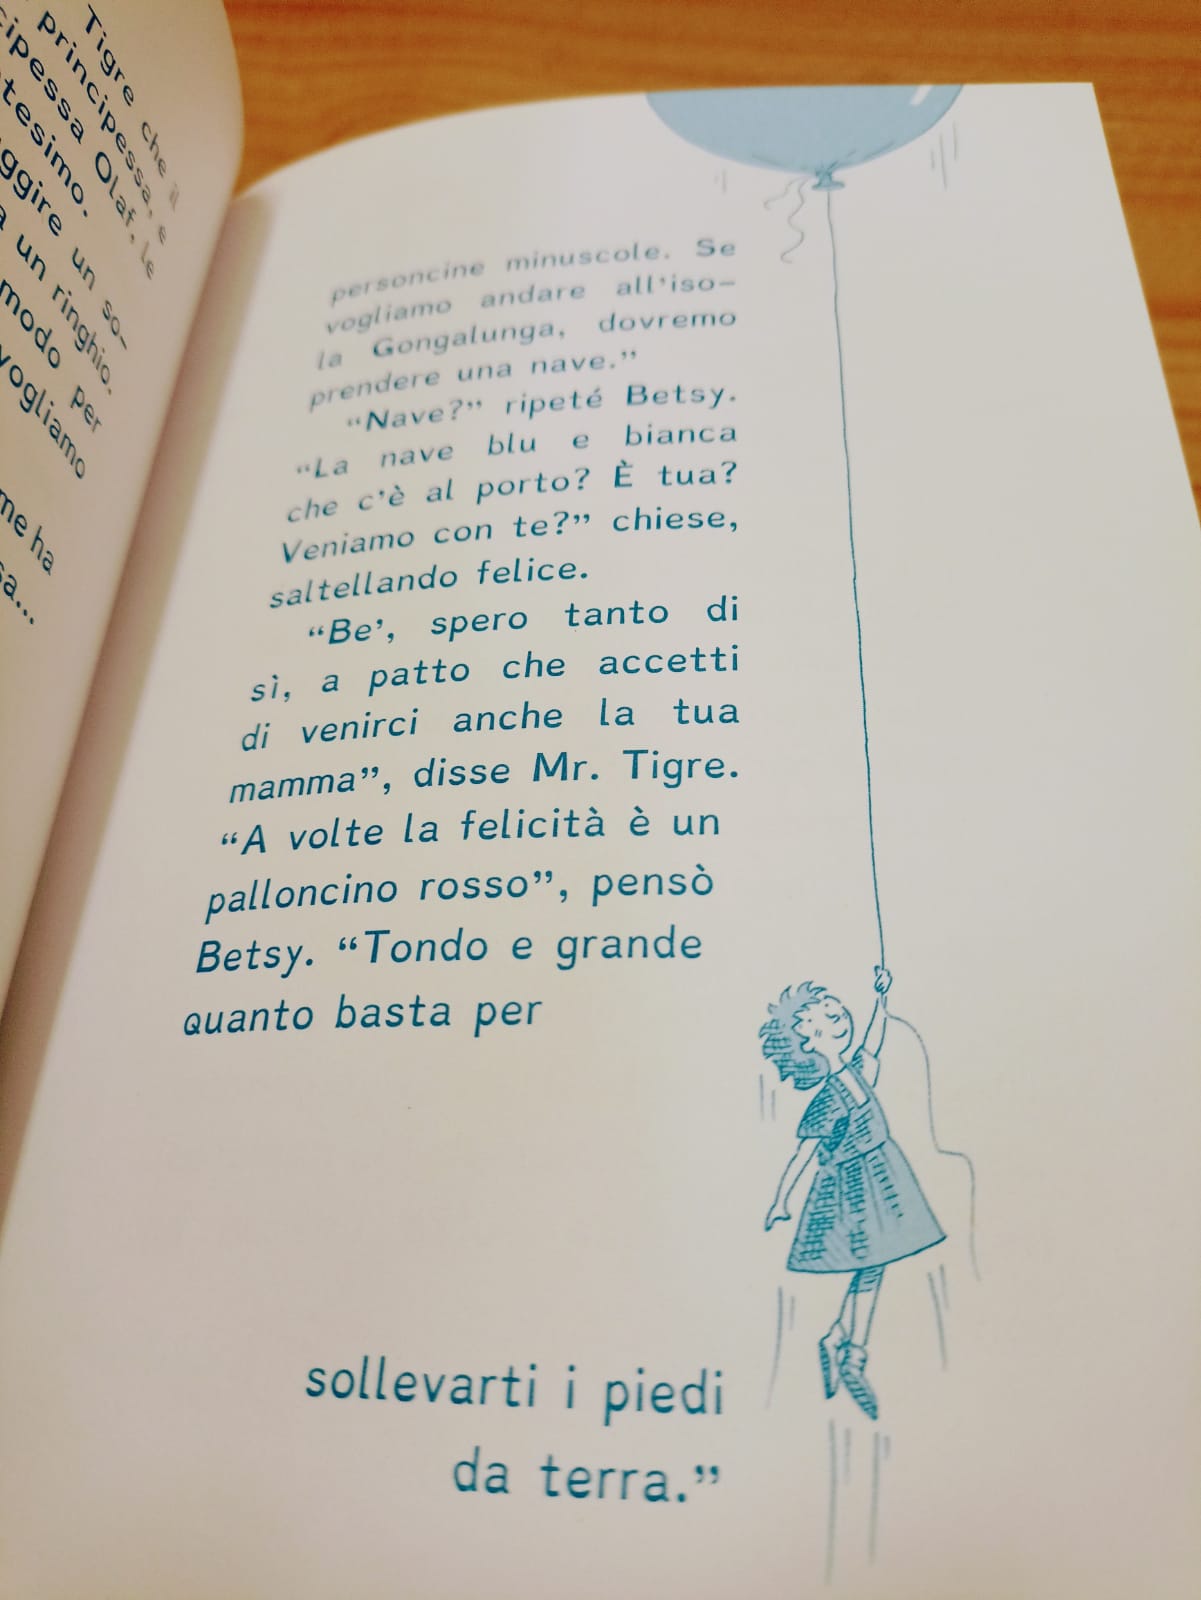 Tigre che il
principessa, e
cipessa Olaf, le
tesimo.
ggire un so-
un ringhio.
modo per
vogliamo
me ha
sa...
personcine minuscole. Se
vogliamo andare all'iso-
la Gongalunga, dovremo
prendere una nave.”
“Nave?” ripeté Betsy.
“La nave blu e bianca
che c'è al porto? È tua?
Veniamo con te?” chiese,
saltellando felice.
“Be', spero tanto di
sì, a patto che accetti
di venirci anche la tua
mamma”, disse Mr. Tigre.
“A volte la felicità è un
palloncino rosso”, pensò
Betsy. “Tondo e grande
quanto basta per
sollevarti i piedi
da terra.”